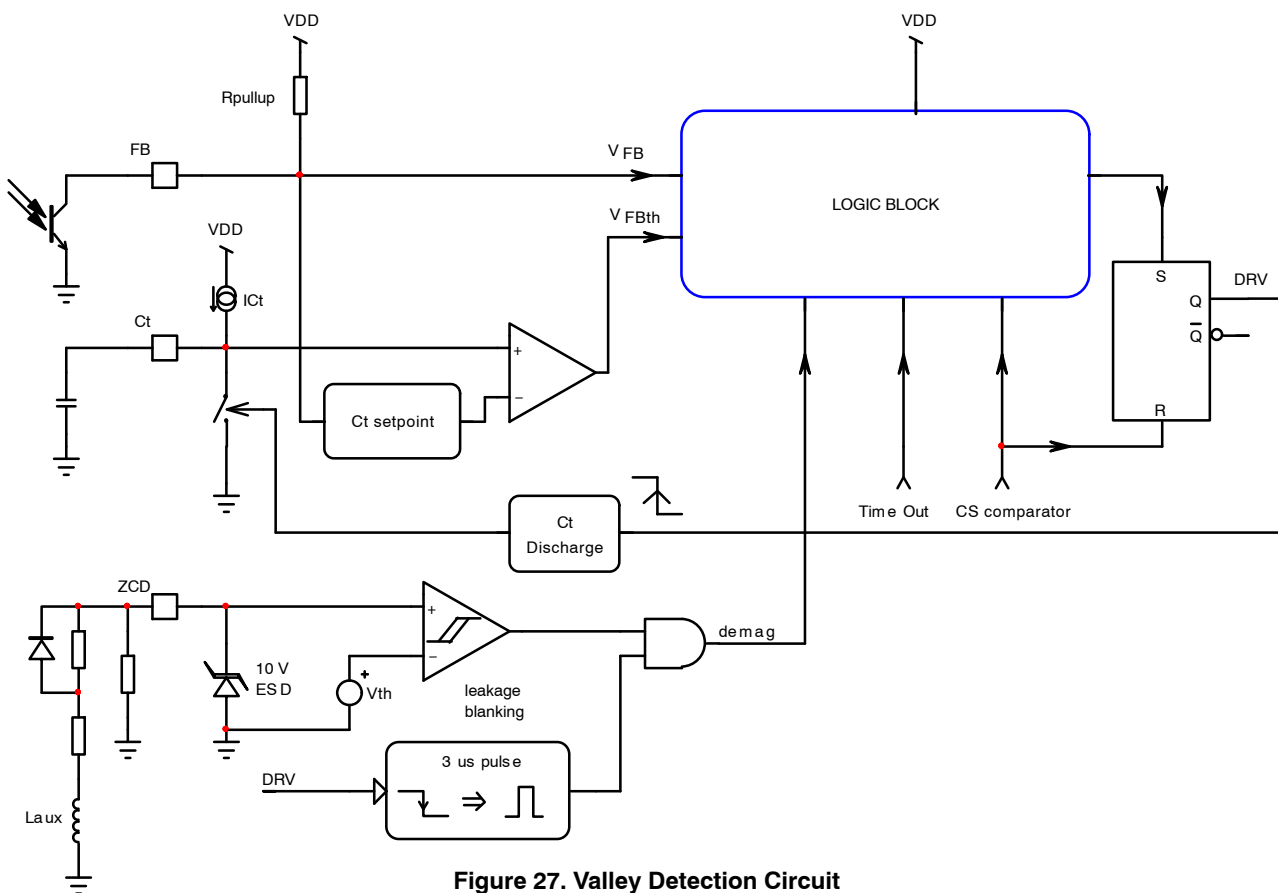 VDD
VDD
Rpullup
FB
V FB
LOGIC BLOCK
V FBth
VDD
S
DRV
ICt
Q
Ct
Q
+
−
Ct setpoint
R
Time Out
CS comparator
Ct
Discharge
ZCD
+
demag
10 V
ESD
−
+
Vth
leakage
blanking
3 us pulse
DRV
⇒
Laux
Figure 27. Valley Detection Circuit